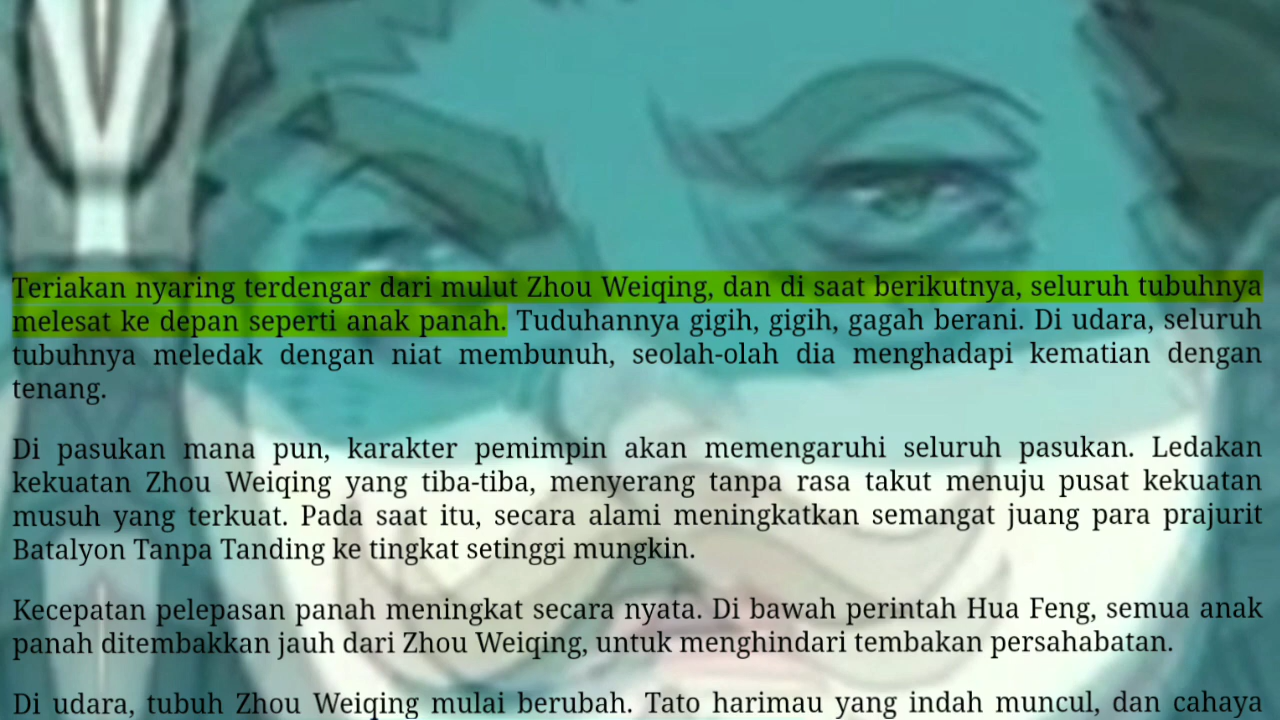 Teriakan nyaring terdengar dari mulut Zhou Weiqing, dan di saat berikutnya, seluruh tubuhnya
melesat ke depan seperti anak panah. Tuduhannya gigih, gigih, gagah berani. Di udara, seluruh
tubuhnya meledak dengan niat membunuh, seolah-olah dia menghadapi kematian dengan
tenang.
Di pasukan mana pun, karakter pemimpin akan memengaruhi seluruh pasukan. Ledakan
kekuatan Zhou Weiqing yang tiba-tiba, menyerang tanpa rasa takut menuju pusat kekuatan
musuh yang terkuat. Pada saat itu, secara alami meningkatkan semangat juang para prajurit
Batalyon Tanpa Tanding ke tingkat setinggi mungkin.
Kecepatan pelepasan panah meningkat secara nyata. Di bawah perintah Hua Feng, semua anak
panah ditembakkan jauh dari Zhou Weiqing, untuk menghindari tembakan persahabatan.
Di udara, tubuh Zhou Weiqing mulai berubah. Tato harimau yang indah muncul, dan cahaya